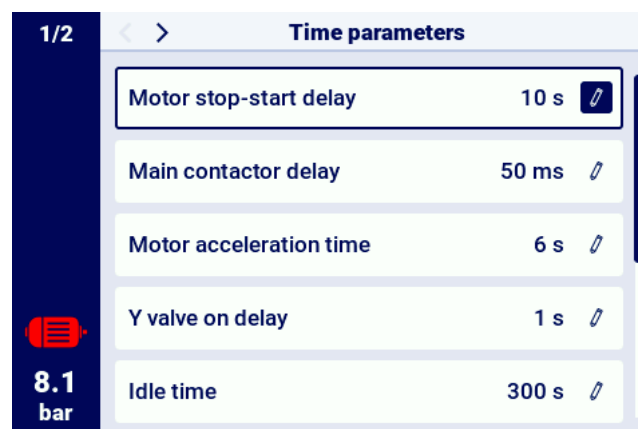 1/2
Time parameters
Motor stop-start delay 10 s
Main contactor delay 50 ms
Motor acceleration time 6 s
Y valve on delay 1 s
Idle time 300 s
8.1
bar